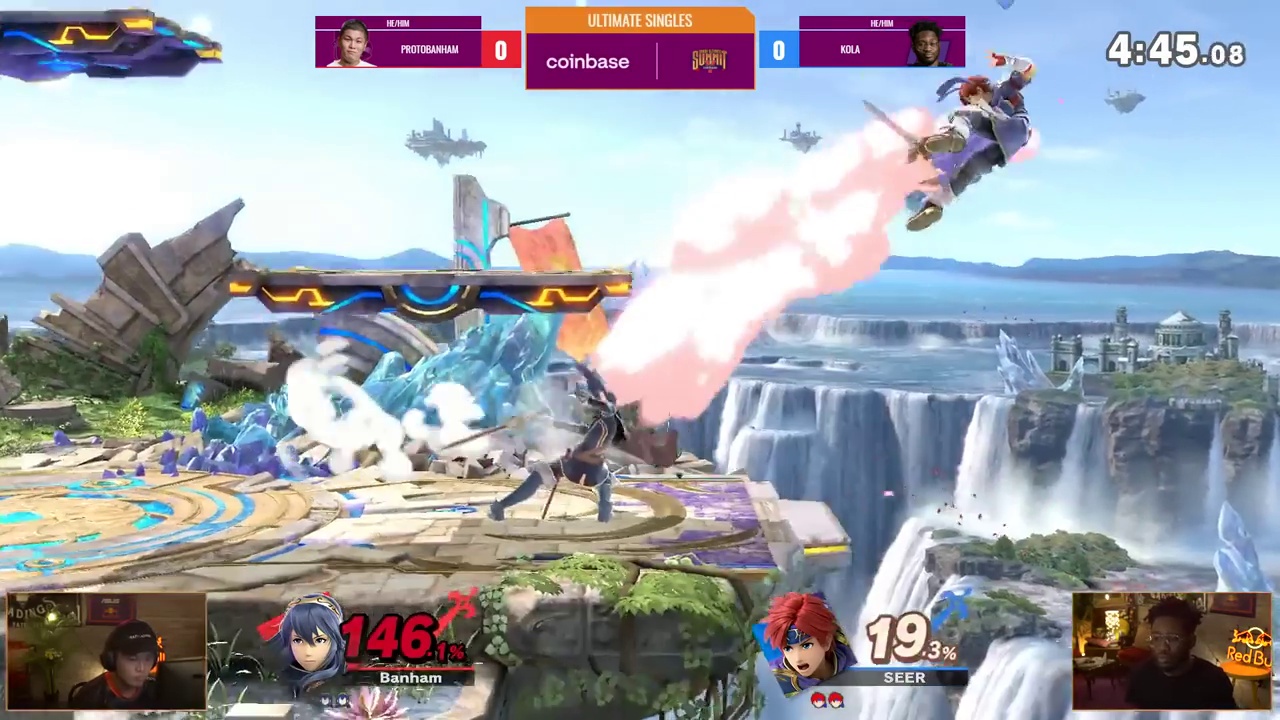 HE/HIM
PROTOBANHAM
0
ULTIMATE SINGLES
coinbase
SUMMIT
0
HE/HIM
KOLA
4:45.08
146.1%
Banham
19.3%
SEER
Red Bu